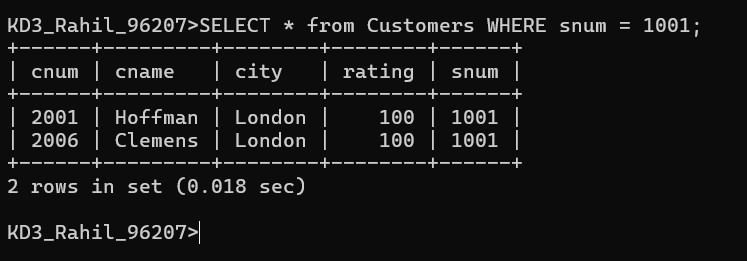 KD3_Rahil_96207>SELECT * from Customers WHERE snum = 1001;
+------+---------+--------+--------+------+
| cnum | cname   | city   | rating | snum |
+------+---------+--------+--------+------+
| 2001 | Hoffman | London |    100 | 1001 |
| 2006 | Clemens | London |    100 | 1001 |
+------+---------+--------+--------+------+
2 rows in set (0.018 sec)
KD3_Rahil_96207>